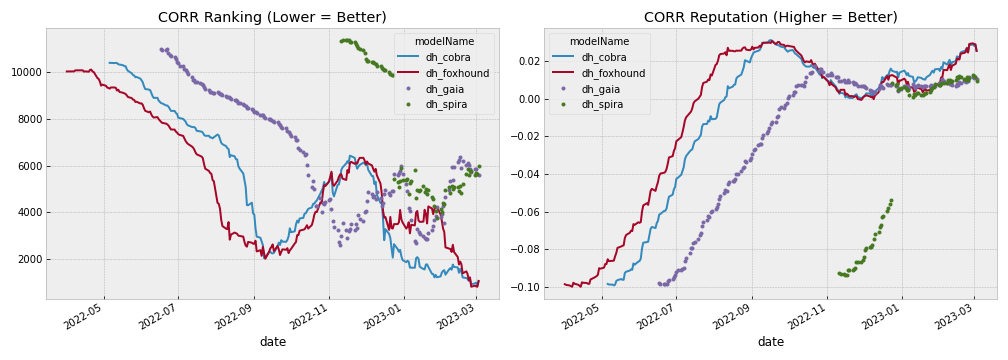 CORR Ranking (Lower = Better)
modelName
dh_cobra
dh_foxhound
dh_gaia
dh_spira
10000
8000
6000
4000
2000
2022-05
2022-07
2022-09
2022-11
2023-01
2023-03
date
CORR Reputation (Higher = Better)
modelName
dh_cobra
dh_foxhound
dh_gaia
dh_spira
0.02
0.00
−0.02
−0.04
−0.06
−0.08
−0.10
2022-05
2022-07
2022-09
2022-11
2023-01
2023-03
date